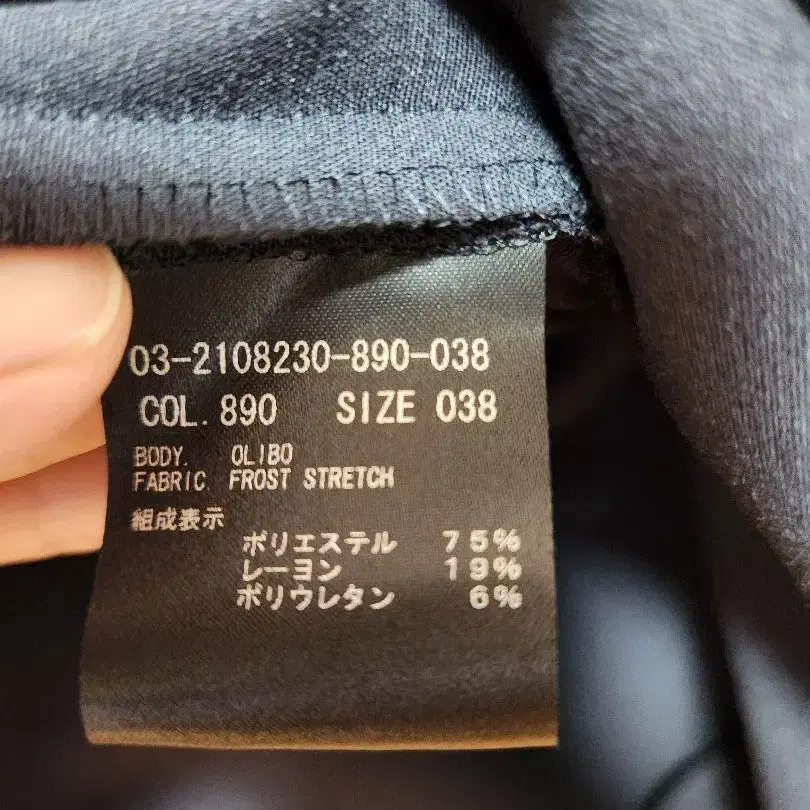 03-2108230-890-038
COL. 890 SIZE 038
BODY. OLIBO
FABRIC. FROST STRETCH
組成表示
ポリエステル 75%
レーヨン 19%
ポリウレタン 6%